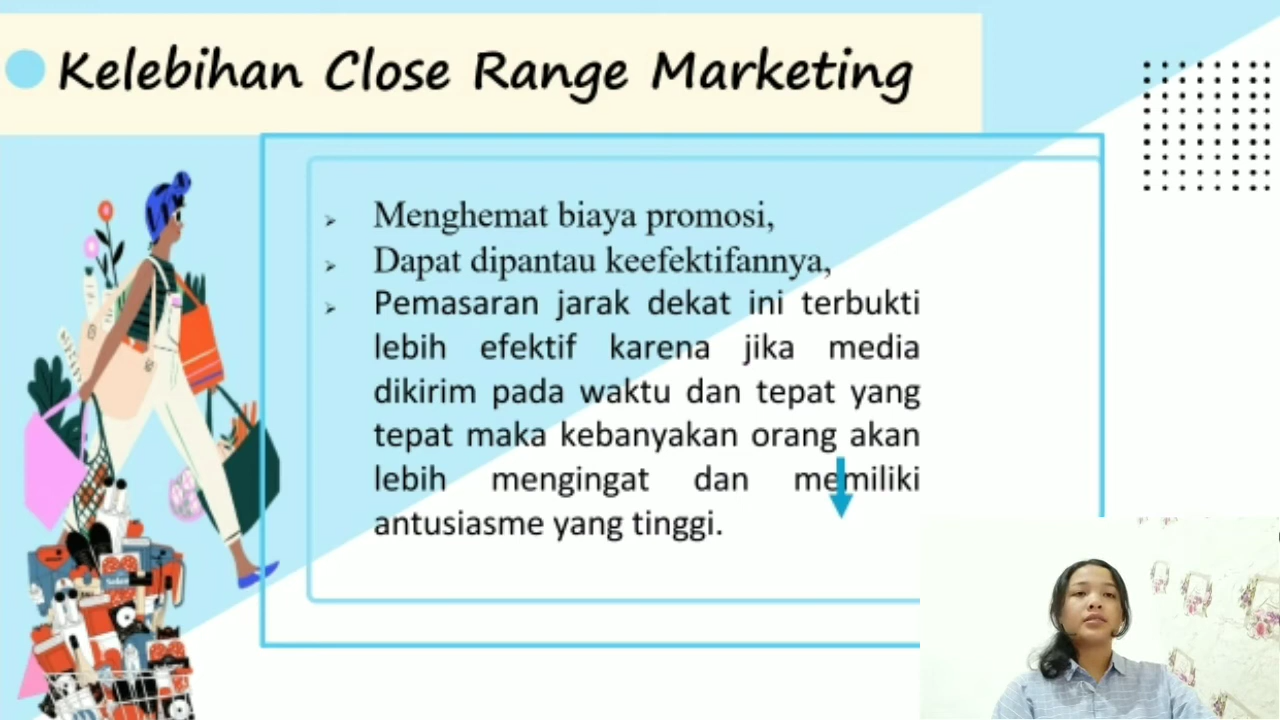 Kelebihan Close Range Marketing
Menghemat biaya promosi,
Dapat dipantau keefektifannya,
Pemasaran jarak dekat ini terbukti
lebih efektif karena jika media
dikirim pada waktu dan tepat yang
tepat maka kebanyakan orang akan
lebih mengingat dan memiliki
antusiasme yang tinggi.